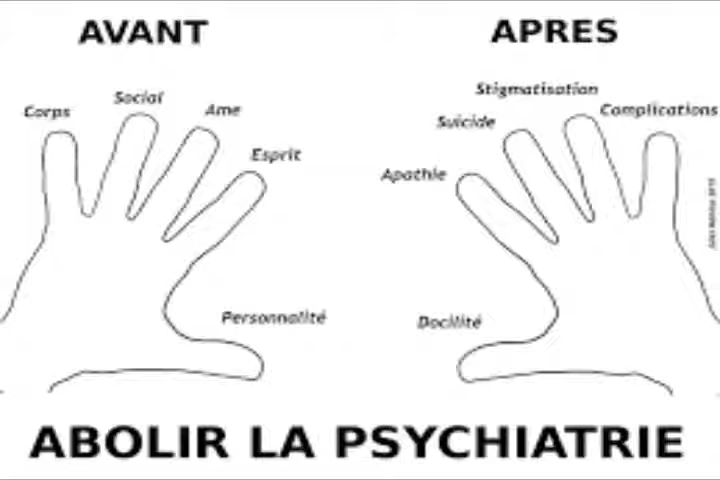 AVANT
Corps
Social
Ame
Esprit
Personnalité
APRES
Stigmatisation
Complications
Suicide
Apathie
Docilité
ABOLIR LA PSYCHIATRIE